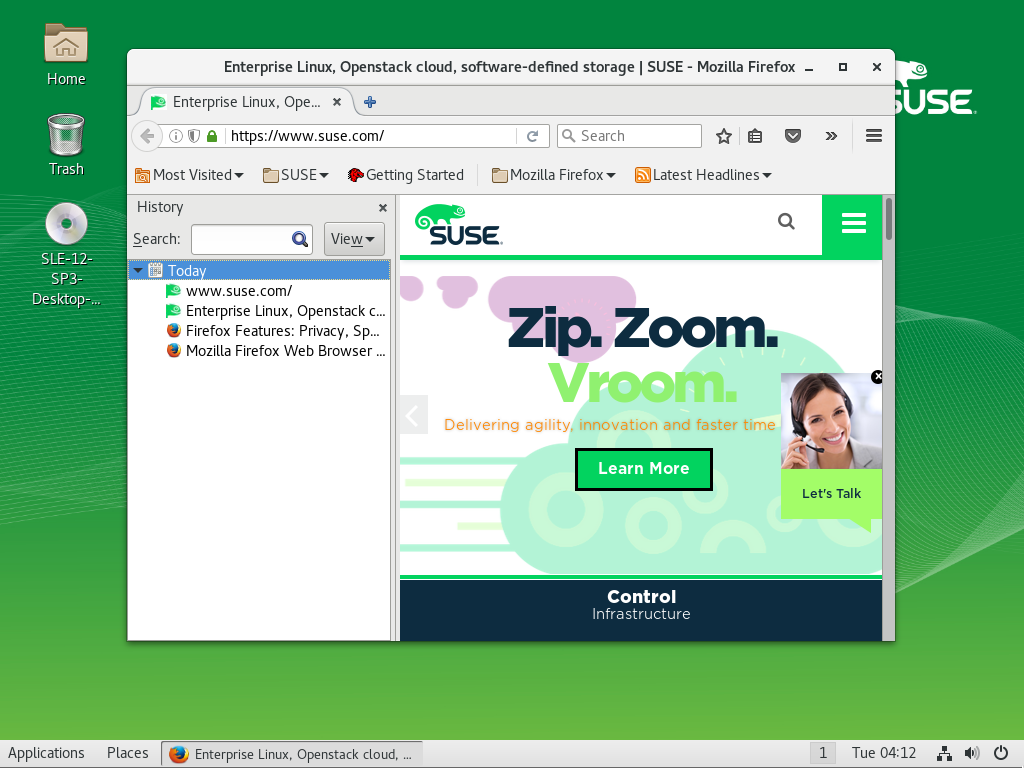 Home
Trash
SLE-12-
SP3-
Desktop-...
SUSE
Enterprise Linux, Openstack cloud, software-defined storage | SUSE - Mozilla Firefox
Enterprise Linux, Ope...
https://www.suse.com/
Search
Most Visited
SUSE
Getting Started
Mozilla Firefox
Latest Headlines
History
Search:
View
Today
www.suse.com/
Enterprise Linux, Openstack c...
Firefox Features: Privacy, Sp...
Mozilla Firefox Web Browser ...
SUSE
Zip. Zoom.
Vroom.
Delivering agility, innovation and faster time
Learn More
Let's Talk
Control
Infrastructure
Applications
Places
Enterprise Linux, Openstack cloud, ...
1
Tue 04:12